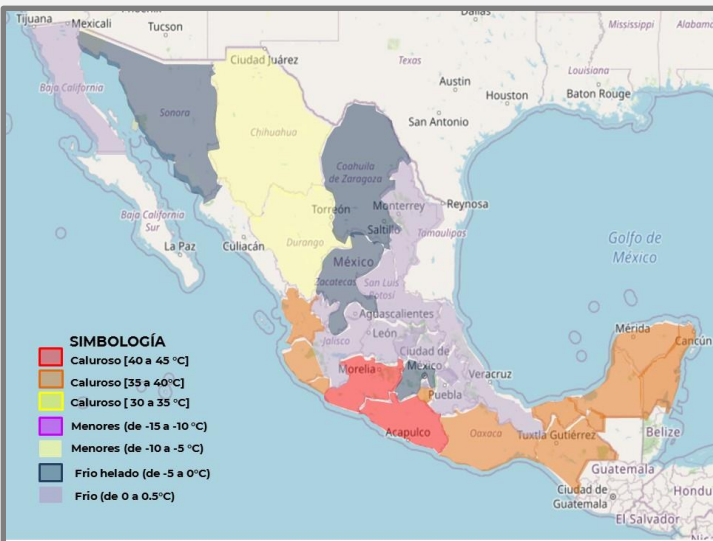 Dallas
Tijuana
Mexicali
Tucson
Mississippi
Alabama
Ciudad Juárez
Texas
Louisiana
Baja California
Austin
Houston
Baton Rouge
Sonora
Chihuahua
San Antonio
Coahuila
de Zaragoza
Torreón
Monterrey
Reynosa
Baja California
Sur
La Paz
Culiacán
Durango
Saltillo
Tamaulipas
México
Golfo de
México
Zacatecas
San Luis
Potosí
Aguascalientes
León
Jalisco
Mérida
Cancún
Ciudad de
México
Morelia
Veracruz
Puebla
Acapulco
Oaxaca
Tuxtla Gutiérrez
Belize
Guatemala
Ciudad de
Guatemala
Hondu
El Salvador
SIMBOLOGÍA
Caluroso [40 a 45 °C]
Caluroso [35 a 40°C]
Caluroso [ 30 a 35 °C]
Menores (de -15 a -10 °C)
Menores (de -10 a -5 °C)
Frio helado (de -5 a 0°C)
Frio (de 0 a 0.5°C)